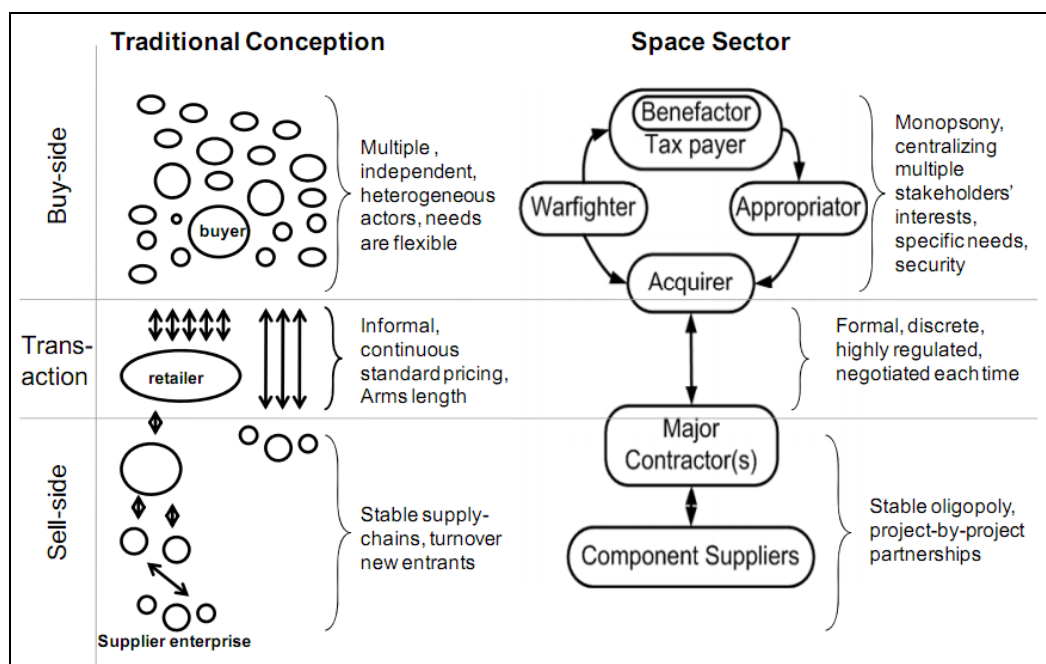 Traditional Conception
Space Sector
Buy-side
buyer
Multiple ,
independent,
heterogeneous
actors, needs
are flexible
Benefactor
Tax payer
Warfighter
Appropriator
Acquirer
Monopsony,
centralizing
multiple
stakeholders'
interests,
specific needs,
security
Trans-
action
retailer
Informal,
continuous
standard pricing,
Arms length
Formal, discrete,
highly regulated,
negotiated each time
Sell-side
Supplier enterprise
Stable supply-
chains, turnover
new entrants
Major
Contractor(s)
Component Suppliers
Stable oligopoly,
project-by-project
partnerships